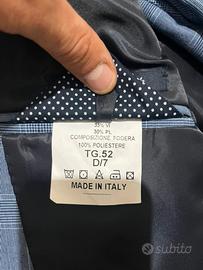 30% PL
COMPOSIZIONE FODERA
100% POLIESTERE
TG.52
D/7
MADE IN ITALY
subito